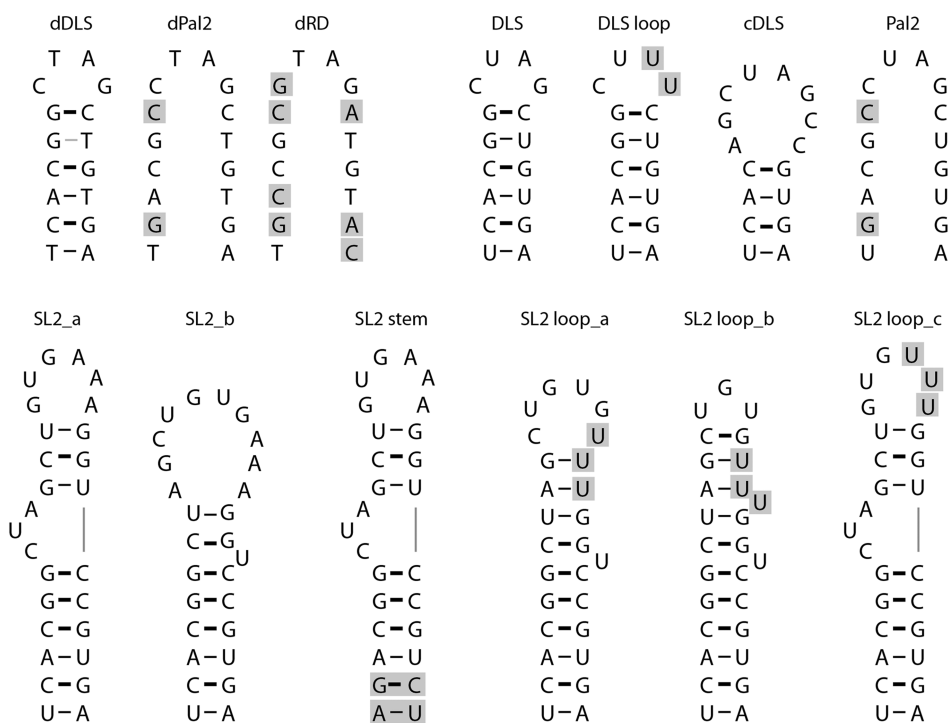 dDLS
T A
C G
G C
G T
C G
A T
C G
T A
dPal2
T A
C G
C C
G T
C G
A T
G G
T A
dRD
T A
G G
C A
G T
C G
C T
G A
T C
DLS
U A
C G
G C
G U
C G
A U
C G
U A
DLS loop
U U
C U
G C
G U
C G
A U
C G
U A
cDLS
U A
C G
G C
A C
C G
A U
C G
U A
Pal2
U A
C G
C C
G U
C G
A U
G G
U A
SL2_a
G A
U A
G A
U G
C G
G U
A
U
C
G C
G C
C G
A U
C G
U A
SL2_b
G U
U G
C A
G A
A A
U G
C G
U
G C
G C
C G
A U
C G
U A
SL2 stem
G A
U A
G A
U G
C G
G U
A
U
C
G C
G C
C G
A U
G C
A U
SL2 loop_a
G U
U G
C U
G U
A U
U G
C G
U
G C
G C
C G
A U
C G
U A
SL2 loop_b
G
U U
C G
G U
A U
U
U G
C G
U
G C
G C
C G
A U
C G
U A
SL2 loop_c
G U
U U
G U
U G
C G
G U
A
U
C
G C
G C
C G
A U
C G
U A